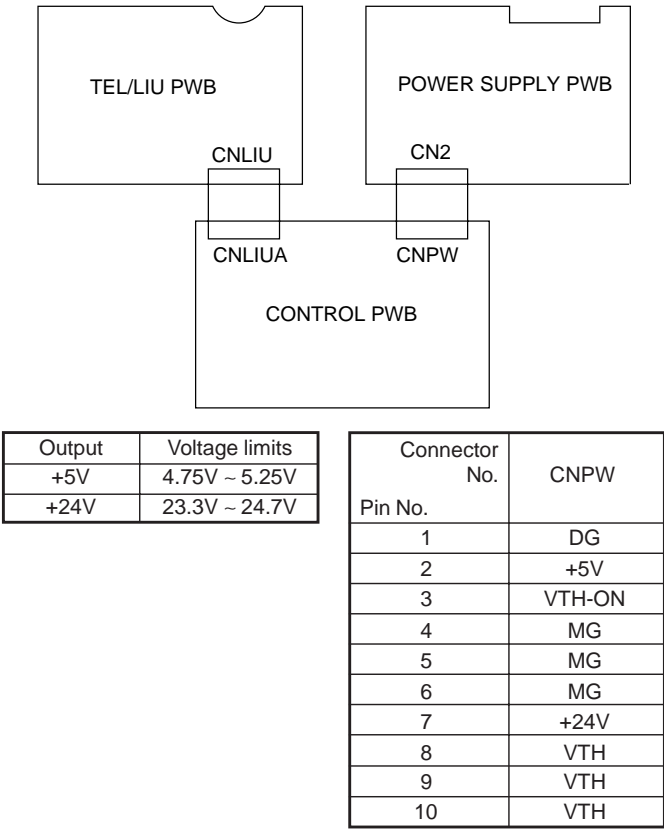 TEL/LIU PWB
POWER SUPPLY PWB
CNLIU
CN2
CNLIUA
CNPW
CONTROL PWB
Output Voltage limits
+5V 4.75V ~ 5.25V
+24V 23.3V ~ 24.7V
Connector
No.
CNPW
Pin No.
1 DG
2 +5V
3 VTH-ON
4 MG
5 MG
6 MG
7 +24V
8 VTH
9 VTH
10 VTH